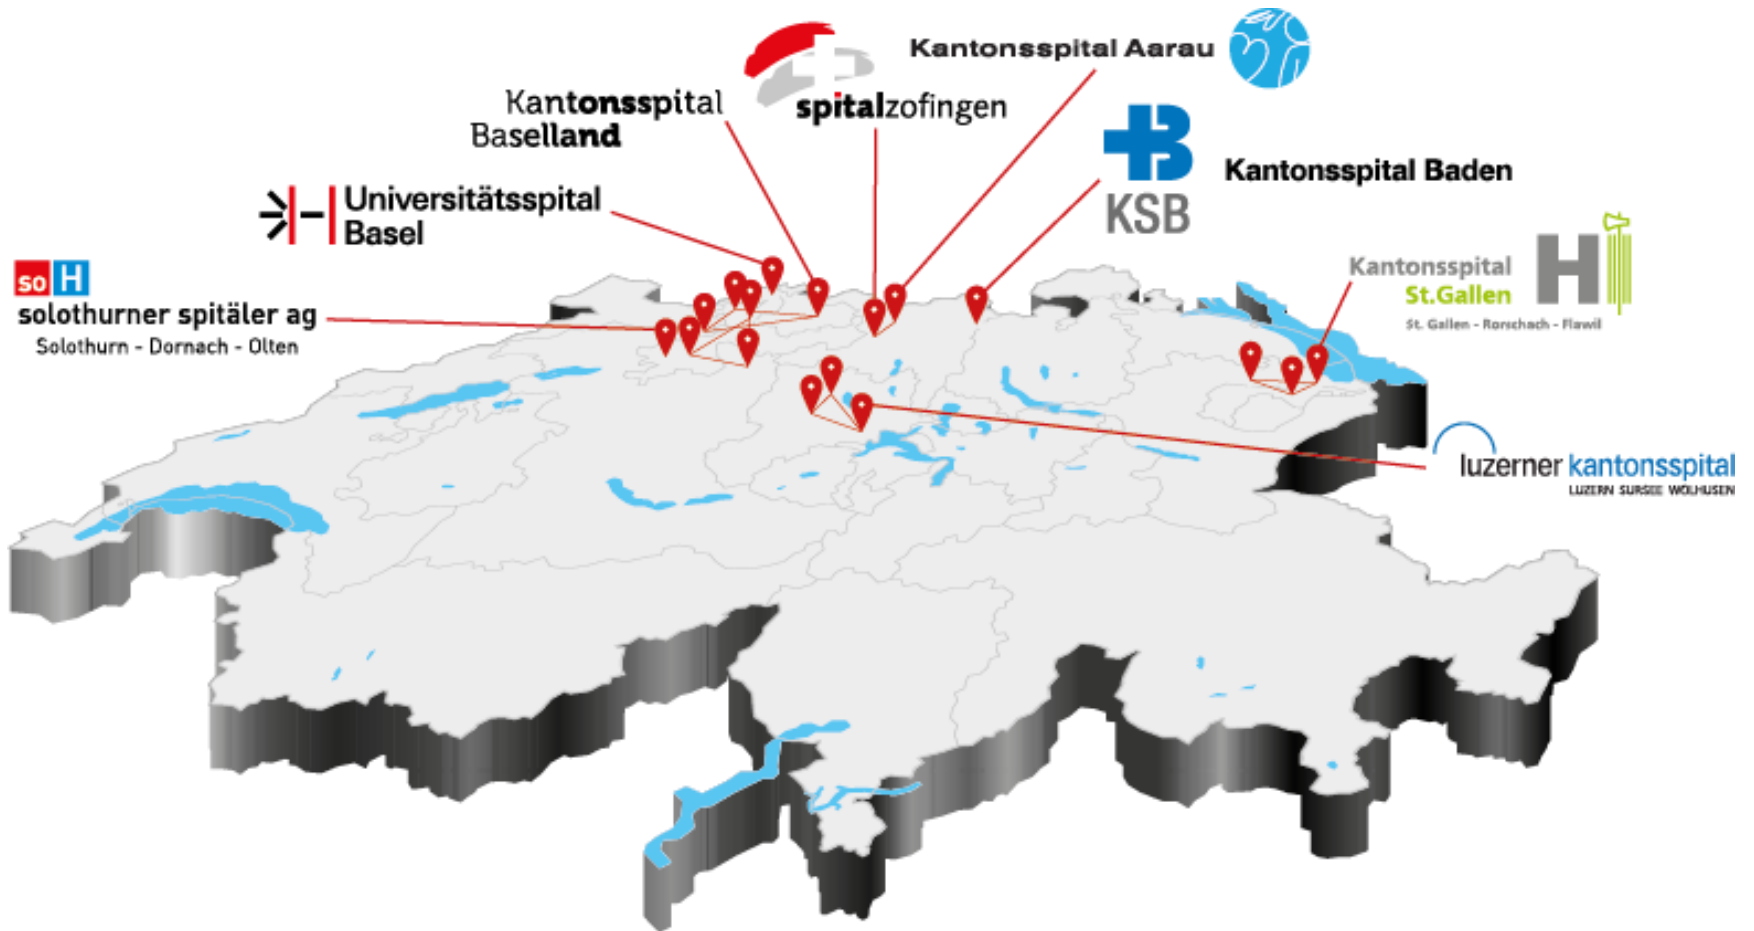 Kantonsspital Aarau
spitalzofingen
Kantonsspital
Baselland
B
KSB
Kantonsspital Baden
Universitätsspital
Basel
so H
solothurner spitäler ag
Solothurn - Dornach - Olten
Kantonsspital
St.Gallen
St. Gallen - Rorschach - Flawil
H
luzerner kantonsspital
LUZERN SURSEE WOLHUSEN